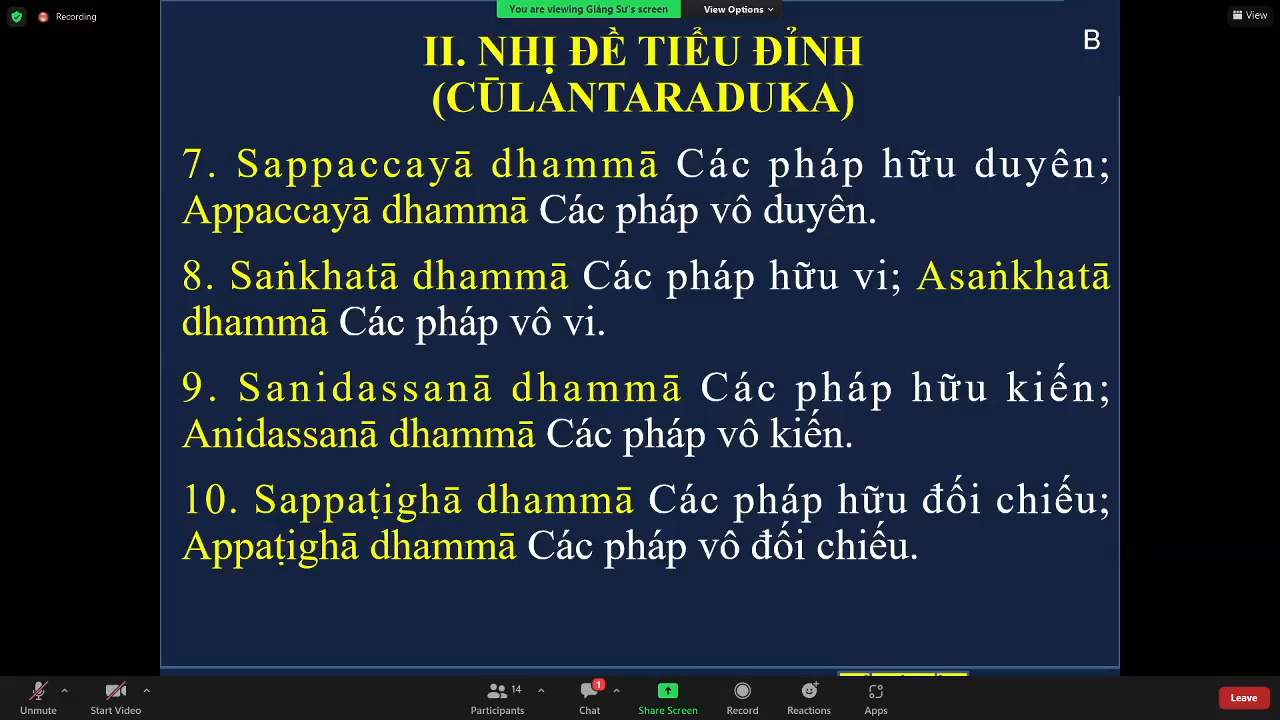 Recording
You are viewing Giảng Sư's screen
View Options
View
B
II. NHỊ ĐỀ TIỂU ĐỈNH
(CŪLANTARADUKA)
7. Sappaccayā dhammā Các pháp hữu duyên;
Appaccayā dhammā Các pháp vô duyên.
8. Saṅkhatā dhammā Các pháp hữu vi; Asaṅkhatā
dhammā Các pháp vô vi.
9. Sanidassanā dhammā Các pháp hữu kiến;
Anidassanā dhammā Các pháp vô kiến.
10. Sappaṭighā dhammā Các pháp hữu đối chiếu;
Appaṭighā dhammā Các pháp vô đối chiếu.
14
1
Unmute
Start Video
Participants
Chat
Share Screen
Record
Reactions
Apps
Leave